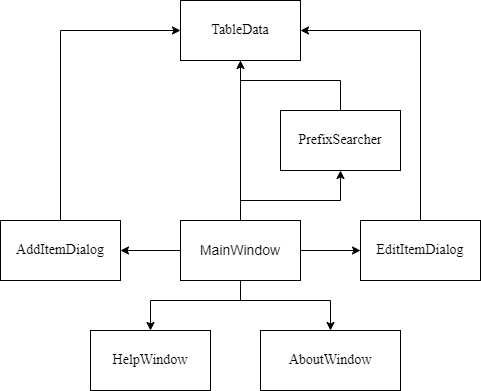 TableData
PrefixSearcher
AddItemDialog
MainWindow
EditItemDialog
HelpWindow
AboutWindow